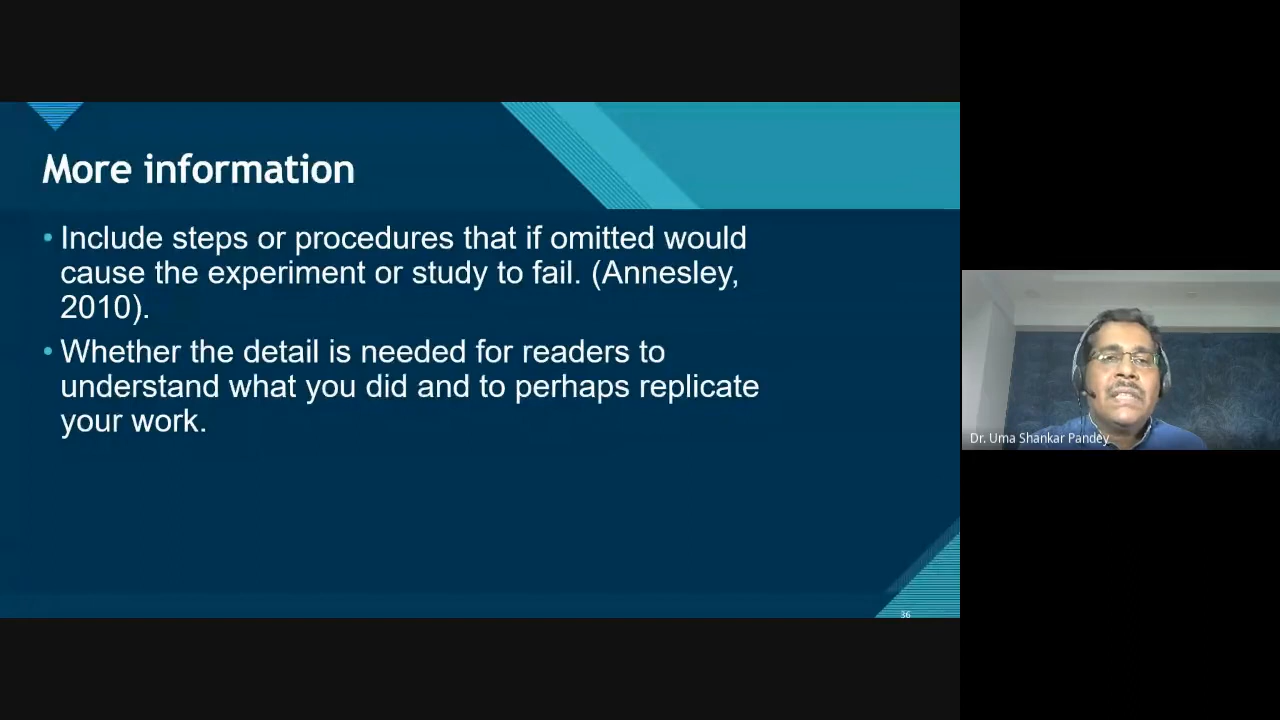 More information
• Include steps or procedures that if omitted would
cause the experiment or study to fail. (Annesley,
2010).
• Whether the detail is needed for readers to
understand what you did and to perhaps replicate
your work.
36
Dr. Uma Shankar Pandey